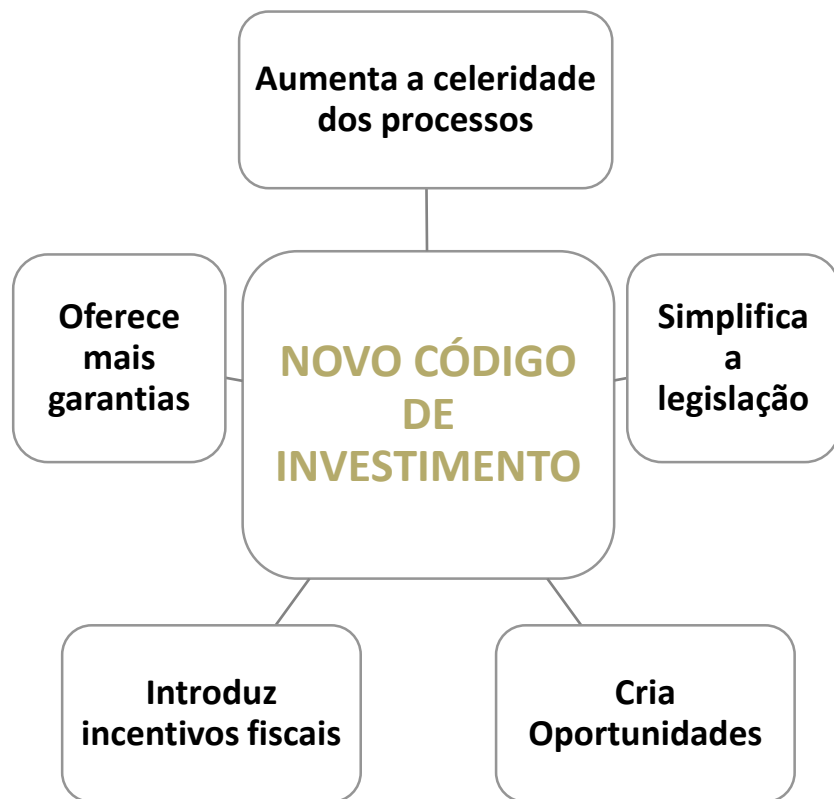 Aumenta a celeridade
dos processos
Oferece
mais
garantias
NOVO CÓDIGO
DE
INVESTIMENTO
Simplifica
a
legislação
Introduz
incentivos fiscais
Cria
Oportunidades